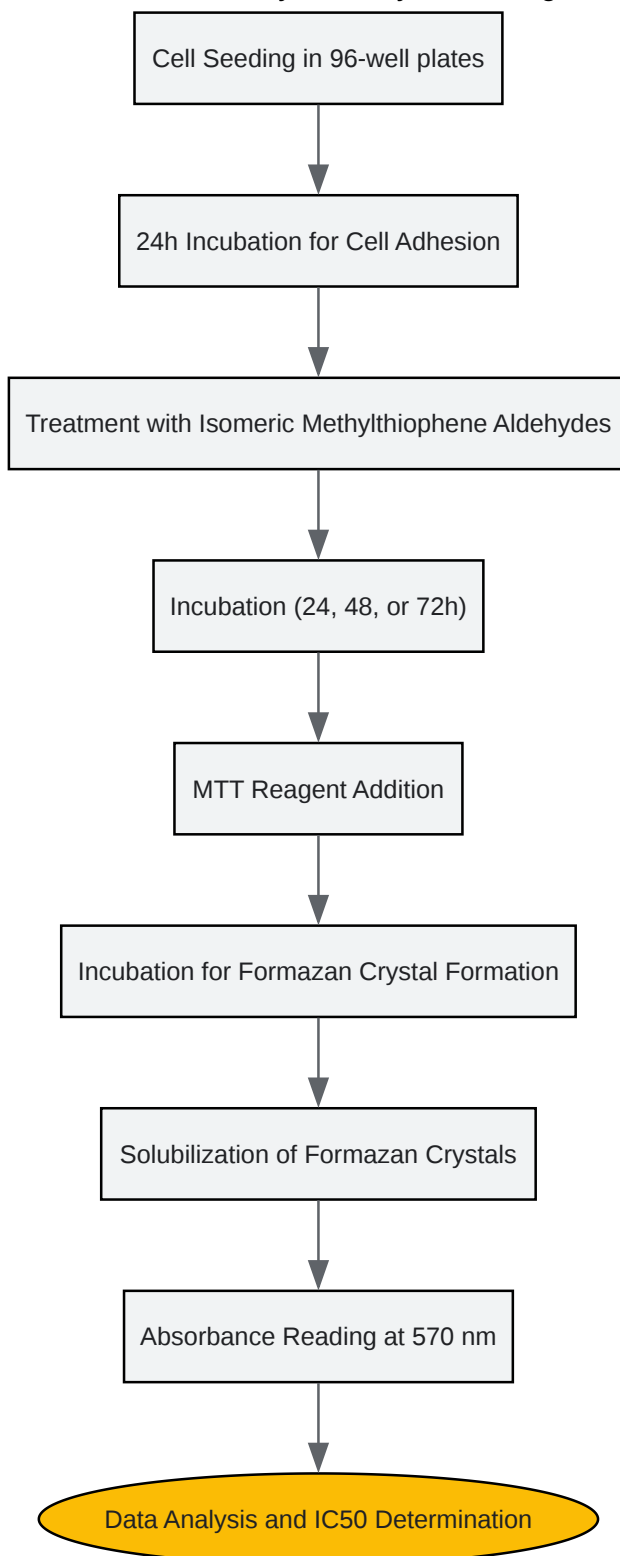 Cell Seeding in 96-well plates
24h Incubation for Cell Adhesion
Treatment with Isomeric Methylthiophene Aldehydes
Incubation (24, 48, or 72h)
MTT Reagent Addition
Incubation for Formazan Crystal Formation
Solubilization of Formazan Crystals
Absorbance Reading at 570 nm
Data Analysis and IC50 Determination